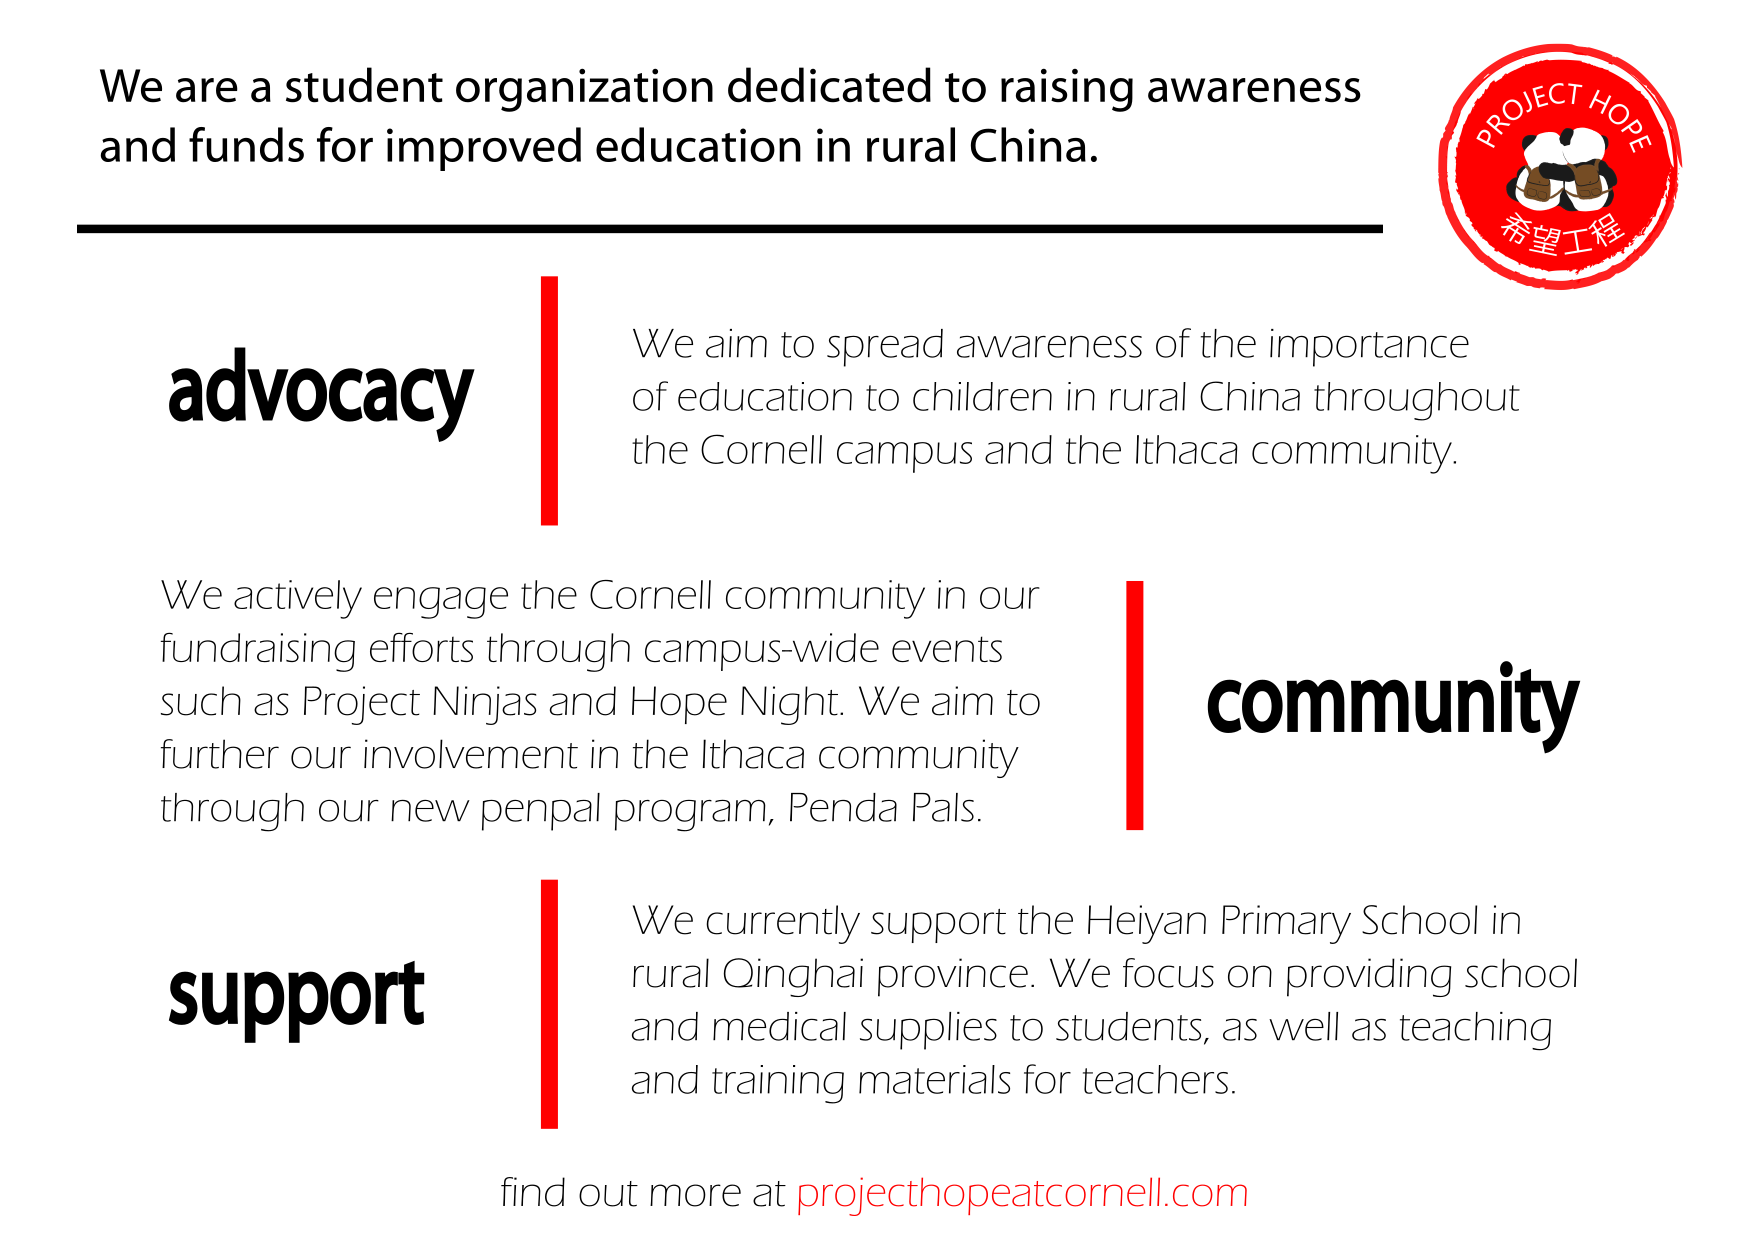 We are a student organization dedicated to raising awareness
and funds for improved education in rural China.
PROJECT HOPE
希望工程
advocacy
We aim to spread awareness of the importance
of education to children in rural China throughout
the Cornell campus and the Ithaca community.
We actively engage the Cornell community in our
fundraising efforts through campus-wide events
such as Project Ninjas and Hope Night. We aim to
further our involvement in the Ithaca community
through our new penpal program, Penda Pals.
community
support
We currently support the Heiyan Primary School in
rural Qinghai province. We focus on providing school
and medical supplies to students, as well as teaching
and training materials for teachers.
find out more at projecthopeatcornell.com